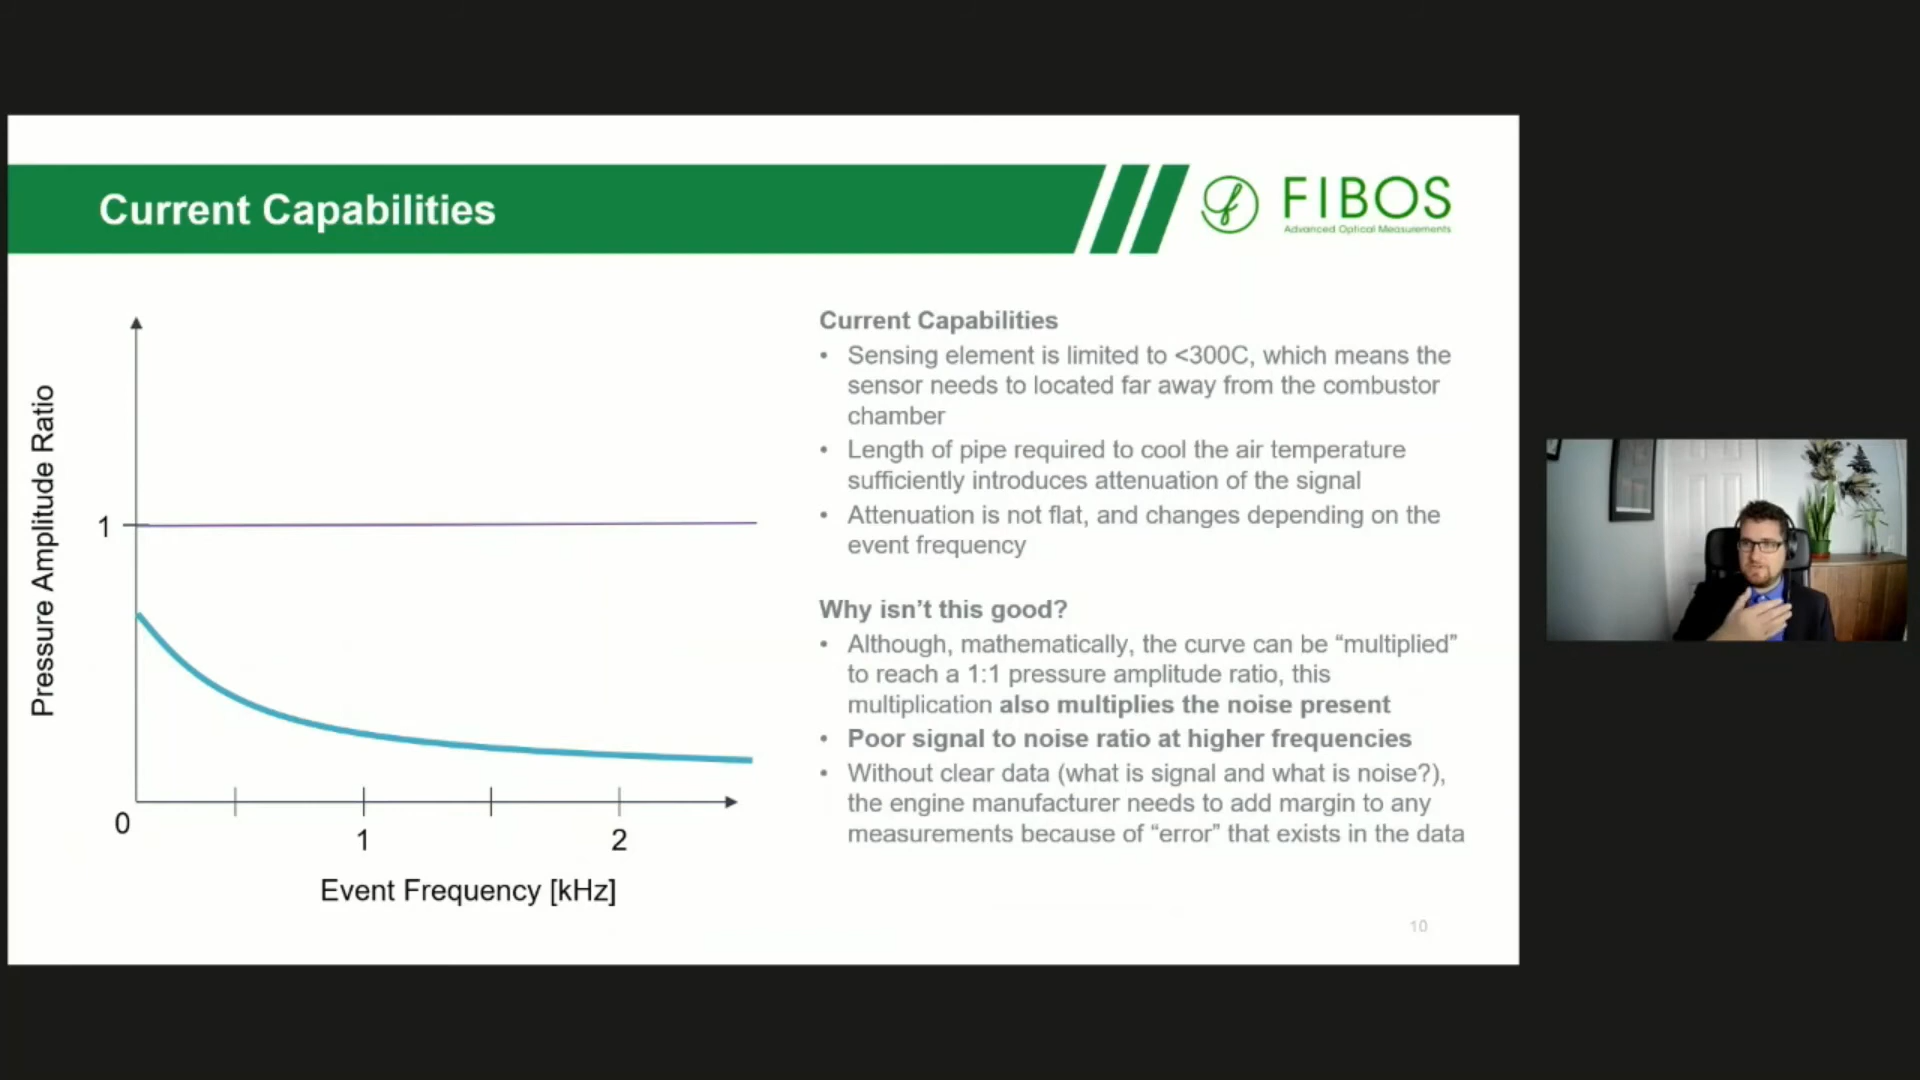 Current Capabilities
FIBOS
Advanced Optical Measurements
Pressure Amplitude Ratio
1
0
1
2
Event Frequency [kHz]
Current Capabilities
• Sensing element is limited to <300C, which means the
sensor needs to located far away from the combustor
chamber
• Length of pipe required to cool the air temperature
sufficiently introduces attenuation of the signal
• Attenuation is not flat, and changes depending on the
event frequency
Why isn’t this good?
• Although, mathematically, the curve can be “multiplied”
to reach a 1:1 pressure amplitude ratio, this
multiplication also multiplies the noise present
• Poor signal to noise ratio at higher frequencies
• Without clear data (what is signal and what is noise?),
the engine manufacturer needs to add margin to any
measurements because of “error” that exists in the data
10